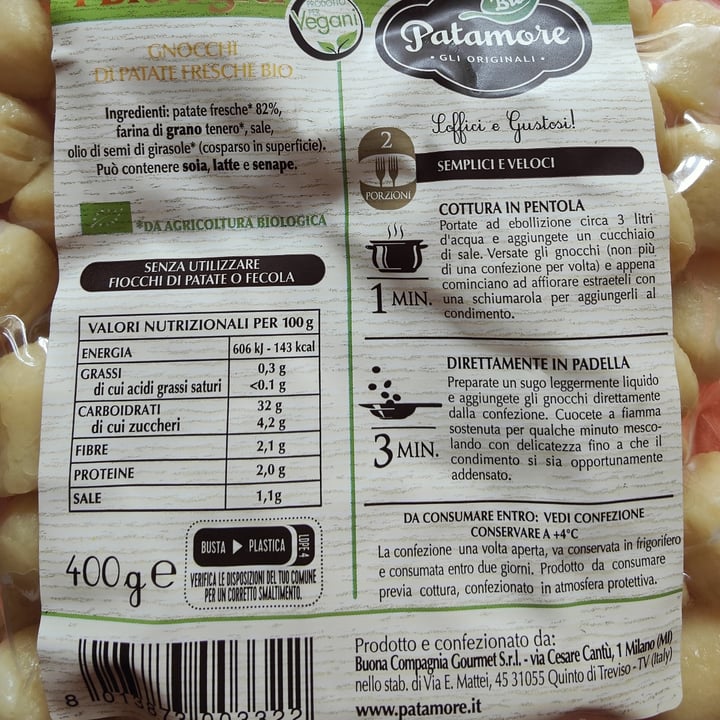 GNOCCHI
DI PATATE FRESCHE BIO
Ingredienti: patate fresche* 82%,
farina di grano tenero*, sale,
olio di semi di girasole* (cosparso in superficie).
Può contenere soia, latte e senape.
*DA AGRICOLTURA BIOLOGICA
SENZA UTILIZZARE
FIOCCHI DI PATATE O FECOLA
VALORI NUTRIZIONALI PER 100 g
ENERGIA 606 kJ - 143 kcal
GRASSI 0,3 g
di cui acidi grassi saturi <0.1 g
CARBOIDRATI 32 g
di cui zuccheri 4,2 g
FIBRE 2,1 g
PROTEINE 2,0 g
SALE 1,1g
400 g e
BUSTA PLASTICA LDPE 4
VERIFICA LE DISPOSIZIONI DEL TUO COMUNE
PER UN CORRETTO SMALTIMENTO.
PRODOTTO
PER
Vegani
Bio
Patamore
• GLI ORIGINALI •
Soffici e Gustosi!
2
PORZIONI
SEMPLICI E VELOCI
COTTURA IN PENTOLA
Portate ad ebollizione circa 3 litri
d'acqua e aggiungete un cucchiaio
di sale. Versate gli gnocchi (non più
di una confezione per volta) e appena
cominciano ad affiorare estraeteli con
una schiumarola per aggiungerli al
condimento.
1 MIN.
DIRETTAMENTE IN PADELLA
Preparate un sugo leggermente liquido
e aggiungete gli gnocchi direttamente
dalla confezione. Cuocete a fiamma
sostenuta per qualche minuto mesco-
lando con delicatezza fino a che il
condimento si sia opportunamente
addensato.
3 MIN.
DA CONSUMARE ENTRO: VEDI CONFEZIONE
CONSERVARE A +4°C
La confezione una volta aperta, va conservata in frigorifero
e consumata entro due giorni. Prodotto da consumare
previa cottura, confezionato in atmosfera protettiva.
Prodotto e confezionato da:
Buona Compagnia Gourmet S.r.l. - via Cesare Cantù, 1 Milano (MI)
nello stab. di Via E. Mattei, 45 31055 Quinto di Treviso - TV (Italy)
www.patamore.it